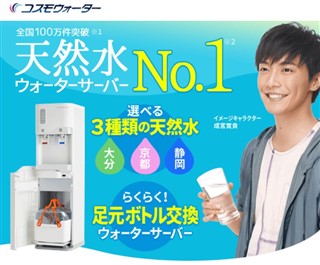 コスモウォーター
全国100万件突破※1
天然水
ウォーターサーバー
No.1※2
選べる
3種類の天然水
大分
京都
静岡
イメージキャラクター
成宮寛貴
らくらく!
足元ボトル交換
ウォーターサーバー